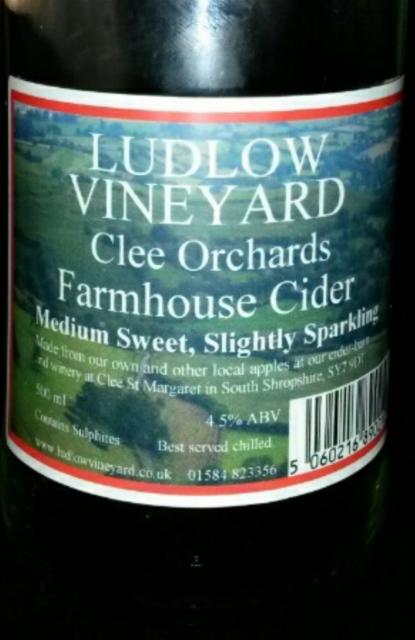 LUDLOW
VINEYARD
Clee Orchards
Farmhouse Cider
Medium Sweet, Slightly Sparkling
Made from our own and other local apples at our cider-barn
and winery at Clee St Margaret in South Shropshire, SY7 9DT
500 ml
4.5% ABV
Contains Sulphites
Best served chilled
www.ludlowvineyard.co.uk 01584 823356
5 060216